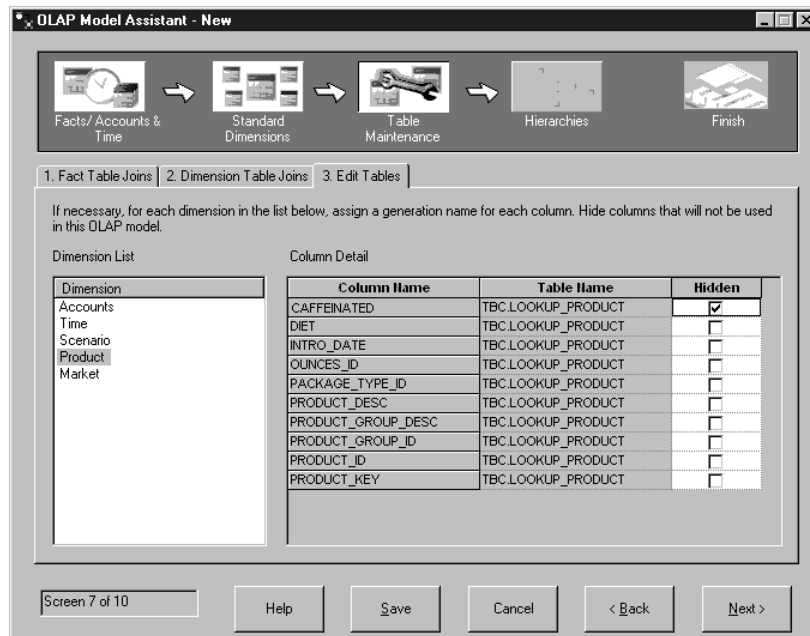 OLAP Model Assistant - New
Facts/ Accounts &
Time
Standard
Dimensions
Table
Maintenance
Hierarchies
Finish
1. Fact Table Joins 2. Dimension Table Joins 3. Edit Tables
If necessary, for each dimension in the list below, assign a generation name for each column. Hide columns that will not be used
in this OLAP model.
Dimension List Column Detail
Dimension
Accounts
Time
Scenario
Product
Market
Column Name Table Name Hidden
CAFFEINATED TBC.LOOKUP_PRODUCT
DIET TBC.LOOKUP_PRODUCT
INTRO_DATE TBC.LOOKUP_PRODUCT
OUNCES_ID TBC.LOOKUP_PRODUCT
PACKAGE_TYPE_ID TBC.LOOKUP_PRODUCT
PRODUCT_DESC TBC.LOOKUP_PRODUCT
PRODUCT_GROUP_DESC TBC.LOOKUP_PRODUCT
PRODUCT_GROUP_ID TBC.LOOKUP_PRODUCT
PRODUCT_ID TBC.LOOKUP_PRODUCT
PRODUCT_KEY TBC.LOOKUP_PRODUCT
Screen 7 of 10 Help Save Cancel < Back Next >